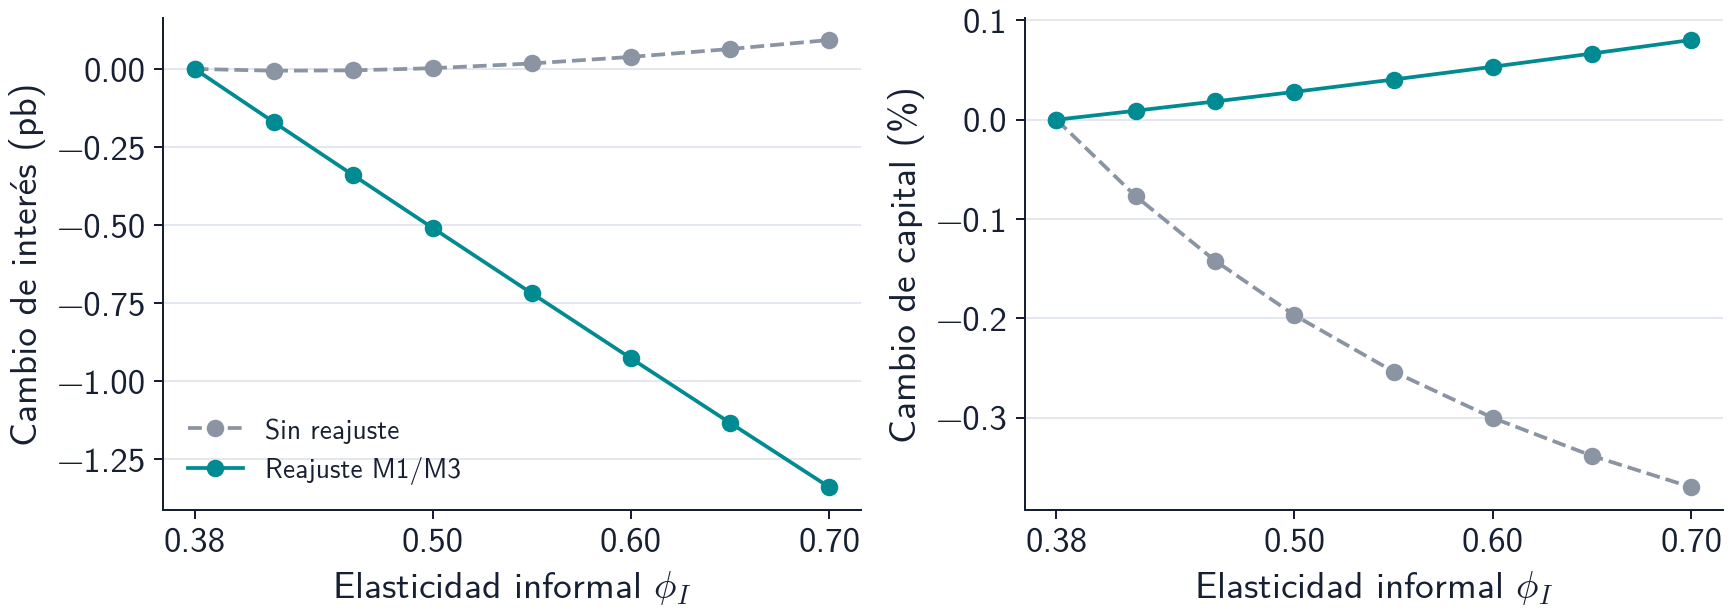 Cambio de interés (pb)
0.00
−0.25
−0.50
−0.75
−1.00
−1.25
Sin reajuste
Reajuste M1/M3
0.38 0.50 0.60 0.70
Elasticidad informal ϕ_I
Cambio de capital (%)
0.1
0.0
−0.1
−0.2
−0.3
0.38 0.50 0.60 0.70
Elasticidad informal ϕ_I